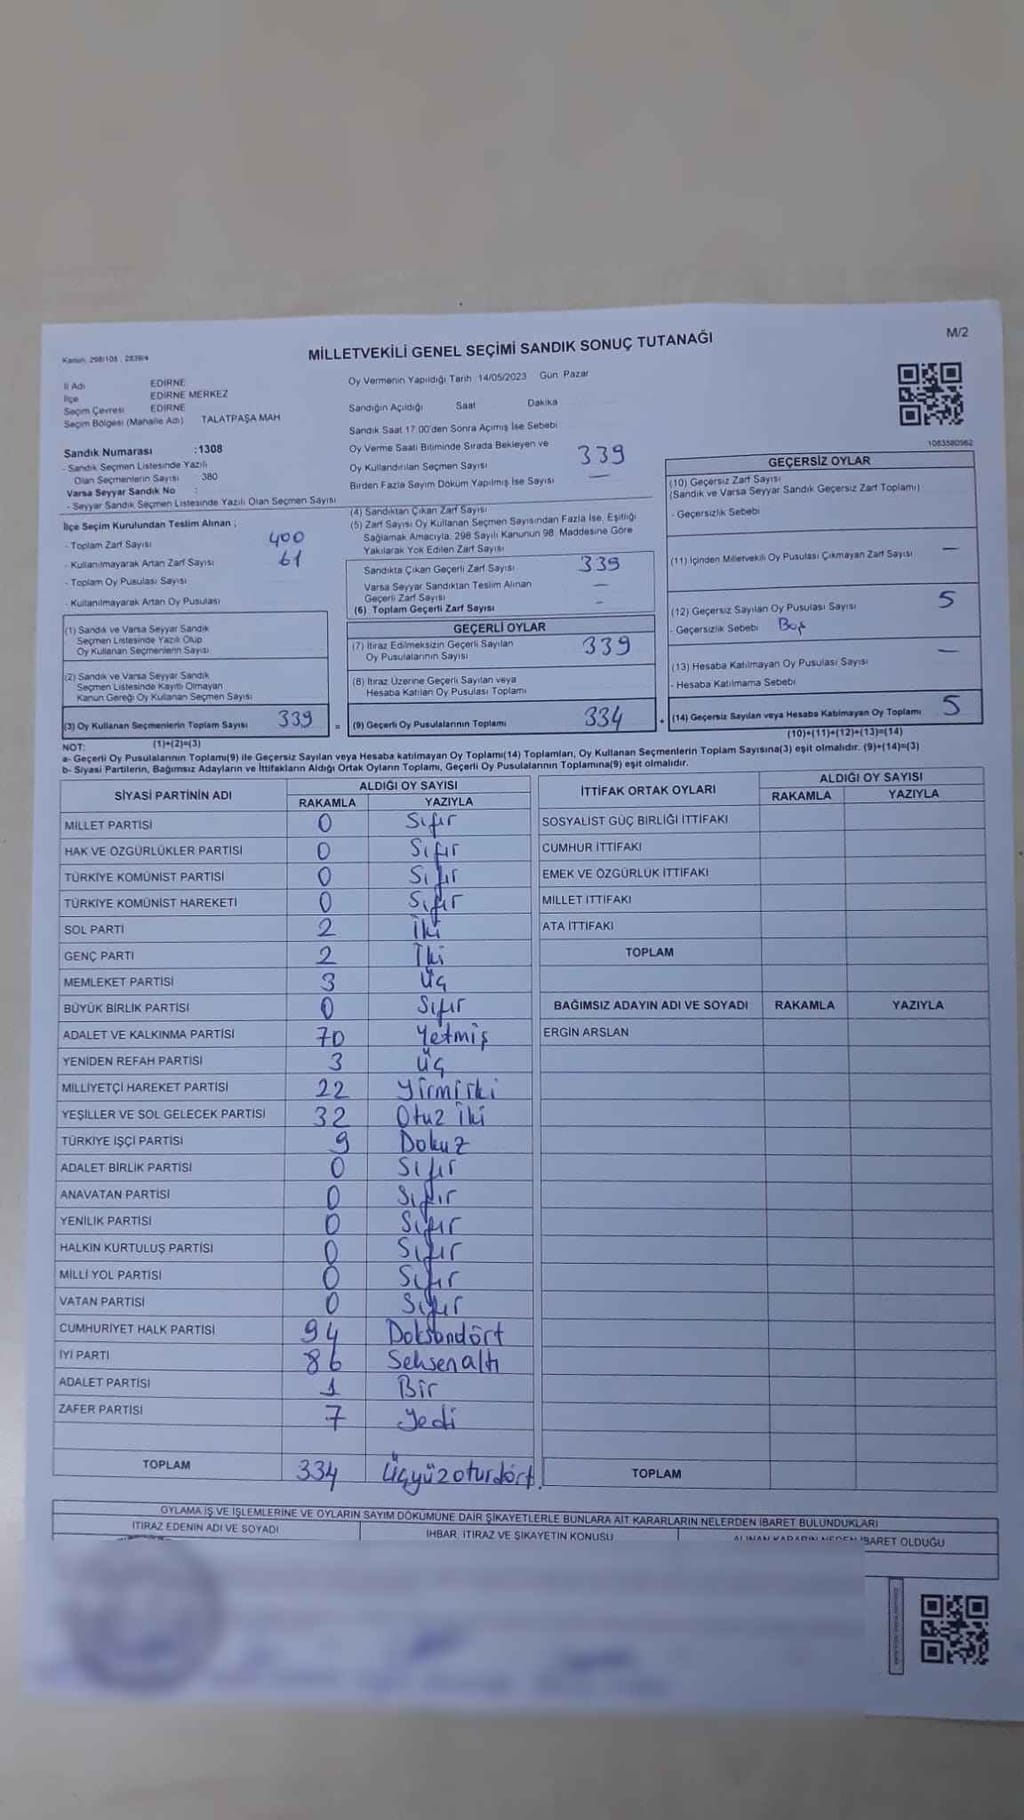 Kanun: 298/105 ; 2839/4
MİLLETVEKİLİ GENEL SEÇİMİ SANDIK SONUÇ TUTANAĞI
M/2
İl Adı EDİRNE
İlçe EDİRNE MERKEZ
Seçim Çevresi EDİRNE
Seçim Bölgesi (Mahalle Adı) TALATPAŞA MAH
Sandık Numarası :1308
- Sandık Seçmen Listesinde Yazılı
Olan Seçmenlerin Sayısı : 380
Varsa Seyyar Sandık No :
- Seyyar Sandık Seçmen Listesinde Yazılı Olan Seçmen Sayısı
İlçe Seçim Kurulundan Teslim Alınan ;
- Toplam Zarf Sayısı 400
- Kullanılmayarak Artan Zarf Sayısı 61
- Toplam Oy Pusulası Sayısı
- Kullanılmayarak Artan Oy Pusulası
(1) Sandık ve Varsa Seyyar Sandık
Seçmen Listesinde Yazılı Olup
Oy Kullanan Seçmenlerin Sayısı
(2) Sandık ve Varsa Seyyar Sandık
Seçmen Listesinde Kayıtlı Olmayan
Kanun Gereği Oy Kullanan Seçmen Sayısı
(3) Oy Kullanan Seçmenlerin Toplam Sayısı 339
(1)+(2)=(3)
Oy Vermenin Yapıldığı Tarih :14/05/2023 Gün: Pazar
Sandığın Açıldığı Saat Dakika
Sandık Saat 17:00'den Sonra Açılmış İse Sebebi
Oy Verme Saati Bitiminde Sırada Bekleyen ve
Oy Kullandırılan Seçmen Sayısı 339
Birden Fazla Sayım Döküm Yapılmış İse Sayısı —
(4) Sandıktan Çıkan Zarf Sayısı
(5) Zarf Sayısı Oy Kullanan Seçmen Sayısından Fazla İse, Eşitliği
Sağlamak Amacıyla, 298 Sayılı Kanunun 98. Maddesine Göre
Yakılarak Yok Edilen Zarf Sayısı
Sandıkta Çıkan Geçerli Zarf Sayısı 339
Varsa Seyyar Sandıktan Teslim Alınan
Geçerli Zarf Sayısı —
(6) Toplam Geçerli Zarf Sayısı —
GEÇERLİ OYLAR
(7) İtiraz Edilmeksizin Geçerli Sayılan
Oy Pusulalarının Sayısı 339
(8) İtiraz Üzerine Geçerli Sayılan veya
Hesaba Katılan Oy Pusulası Toplamı
= (9) Geçerli Oy Pusulalarının Toplamı 334
1083580962
GEÇERSİZ OYLAR
(10) Geçersiz Zarf Sayısı
(Sandık ve Varsa Seyyar Sandık Geçersiz Zarf Toplamı)
- Geçersizlik Sebebi
(11) İçinden Milletvekili Oy Pusulası Çıkmayan Zarf Sayısı —
(12) Geçersiz Sayılan Oy Pusulası Sayısı 5
- Geçersizlik Sebebi Boş
(13) Hesaba Katılmayan Oy Pusulası Sayısı —
- Hesaba Katılmama Sebebi
+ (14) Geçersiz Sayılan veya Hesaba Katılmayan Oy Toplamı 5
(10)+(11)+(12)+(13)=(14)
NOT:
a- Geçerli Oy Pusulalarının Toplamı(9) ile Geçersiz Sayılan veya Hesaba katılmayan Oy Toplamı(14) Toplamları, Oy Kullanan Seçmenlerin Toplam Sayısına(3) eşit olmalıdır. (9)+(14)=(3)
b- Siyasi Partilerin, Bağımsız Adayların ve İttifakların Aldığı Ortak Oyların Toplamı, Geçerli Oy Pusulalarının Toplamına(9) eşit olmalıdır.
SİYASİ PARTİNİN ADI ALDIĞI OY SAYISI
RAKAMLA YAZIYLA
MİLLET PARTİSİ 0 Sıfır
HAK VE ÖZGÜRLÜKLER PARTİSİ 0 Sıfır
TÜRKİYE KOMÜNİST PARTİSİ 0 Sıfır
TÜRKİYE KOMÜNİST HAREKETİ 0 Sıfır
SOL PARTİ 2 İki
GENÇ PARTİ 2 İki
MEMLEKET PARTİSİ 3 Üç
BÜYÜK BİRLİK PARTİSİ 0 Sıfır
ADALET VE KALKINMA PARTİSİ 70 Yetmiş
YENİDEN REFAH PARTİSİ 3 Üç
MİLLİYETÇİ HAREKET PARTİSİ 22 Yirmi iki
YEŞİLLER VE SOL GELECEK PARTİSİ 32 Otuz İki
TÜRKİYE İŞÇİ PARTİSİ 9 Dokuz
ADALET BİRLİK PARTİSİ 0 Sıfır
ANAVATAN PARTİSİ 0 Sıfır
YENİLİK PARTİSİ 0 Sıfır
HALKIN KURTULUŞ PARTİSİ 0 Sıfır
MİLLİ YOL PARTİSİ 0 Sıfır
VATAN PARTİSİ 0 Sıfır
CUMHURİYET HALK PARTİSİ 94 Doksandört
İYİ PARTİ 86 Seksenaltı
ADALET PARTİSİ 1 Bir
ZAFER PARTİSİ 7 Yedi
TOPLAM 334 Üçyüzoturdört.
İTTİFAK ORTAK OYLARI ALDIĞI OY SAYISI
RAKAMLA YAZIYLA
SOSYALİST GÜÇ BİRLİĞİ İTTİFAKI
CUMHUR İTTİFAKI
EMEK VE ÖZGÜRLÜK İTTİFAKI
MİLLET İTTİFAKI
ATA İTTİFAKI
TOPLAM
BAĞIMSIZ ADAYIN ADI VE SOYADI RAKAMLA YAZIYLA
ERGİN ARSLAN
TOPLAM
OYLAMA İŞ VE İŞLEMLERİNE VE OYLARIN SAYIM DÖKÜMÜNE DAİR ŞİKAYETLERLE BUNLARA AİT KARARLARIN NELERDEN İBARET BULUNDUKLARI
İTİRAZ EDENİN ADI VE SOYADI İHBAR, İTİRAZ VE ŞİKAYETİN KONUSU ALINAN KARARIN NEDEN İBARET OLDUĞU